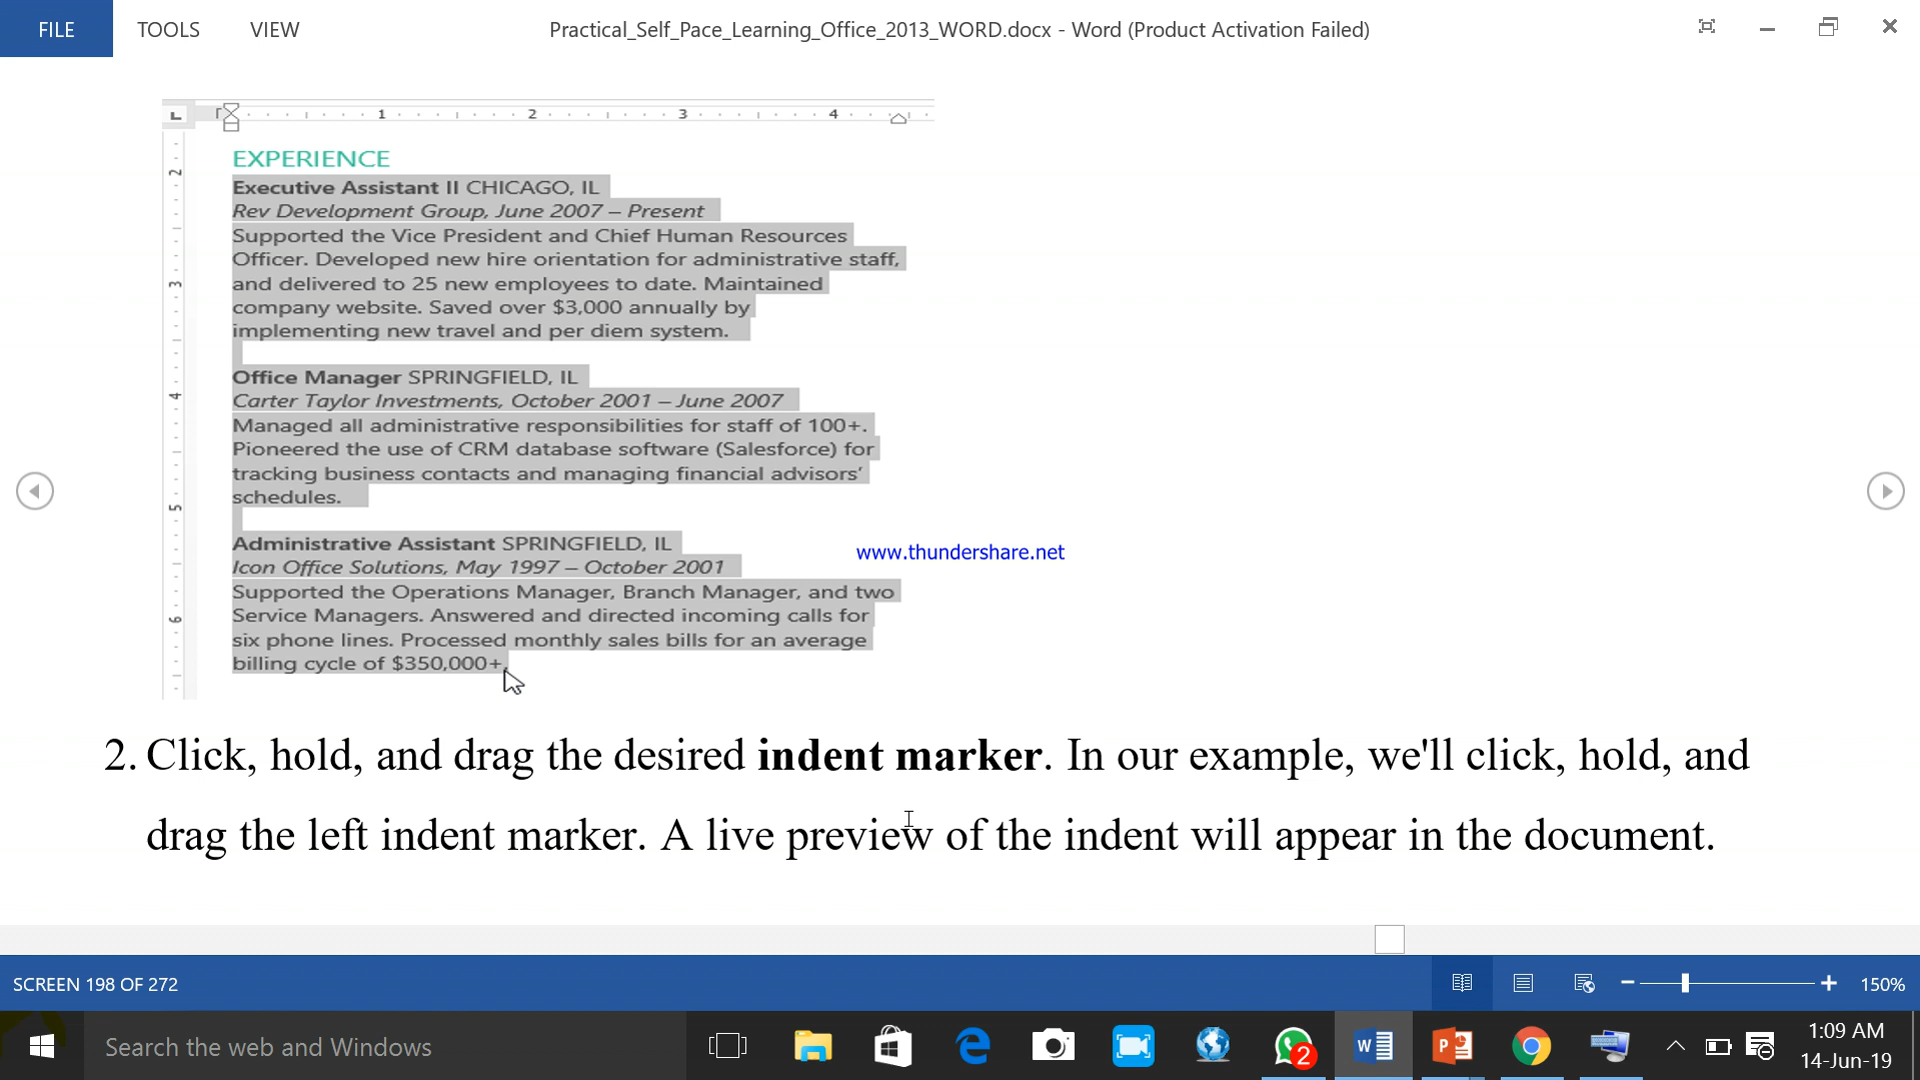 FILE TOOLS VIEW Practical_Self_Pace_Learning_Office_2013_WORD.docx - Word (Product Activation Failed)
1 2 3 4
EXPERIENCE
2
Executive Assistant II CHICAGO, IL
Rev Development Group, June 2007 – Present
Supported the Vice President and Chief Human Resources
Officer. Developed new hire orientation for administrative staff,
3
and delivered to 25 new employees to date. Maintained
company website. Saved over $3,000 annually by
implementing new travel and per diem system.
Office Manager SPRINGFIELD, IL
4
Carter Taylor Investments, October 2001 – June 2007
Managed all administrative responsibilities for staff of 100+.
Pioneered the use of CRM database software (Salesforce) for
tracking business contacts and managing financial advisors’
schedules.
5
Administrative Assistant SPRINGFIELD, IL
www.thundershare.net
Icon Office Solutions, May 1997 – October 2001
Supported the Operations Manager, Branch Manager, and two
Service Managers. Answered and directed incoming calls for
6
six phone lines. Processed monthly sales bills for an average
billing cycle of $350,000+.
2. Click, hold, and drag the desired indent marker. In our example, we'll click, hold, and
drag the left indent marker. A live preview of the indent will appear in the document.
SCREEN 198 OF 272 150%
Search the web and Windows 2 1:09 AM
14-Jun-19